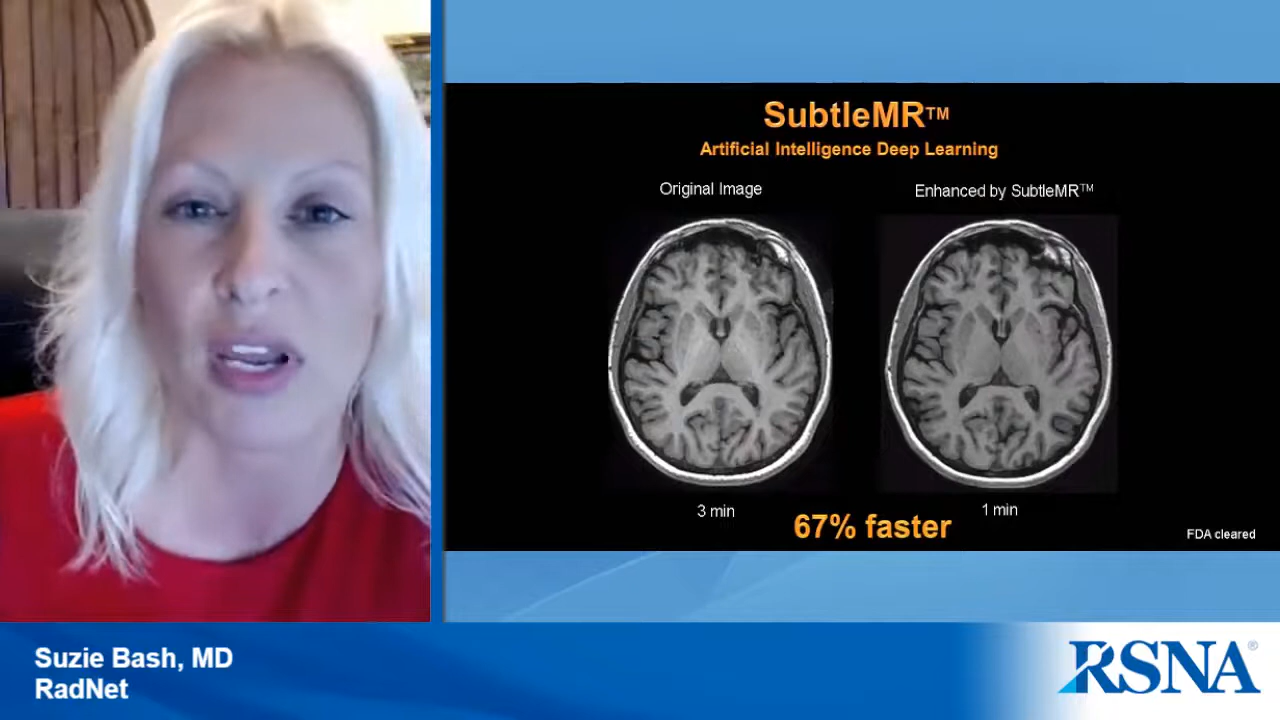 SubtleMR™
Artificial Intelligence Deep Learning
Original Image
Enhanced by SubtleMR™
3 min
1 min
67% faster
FDA cleared
Suzie Bash, MD
RadNet
RSNA®